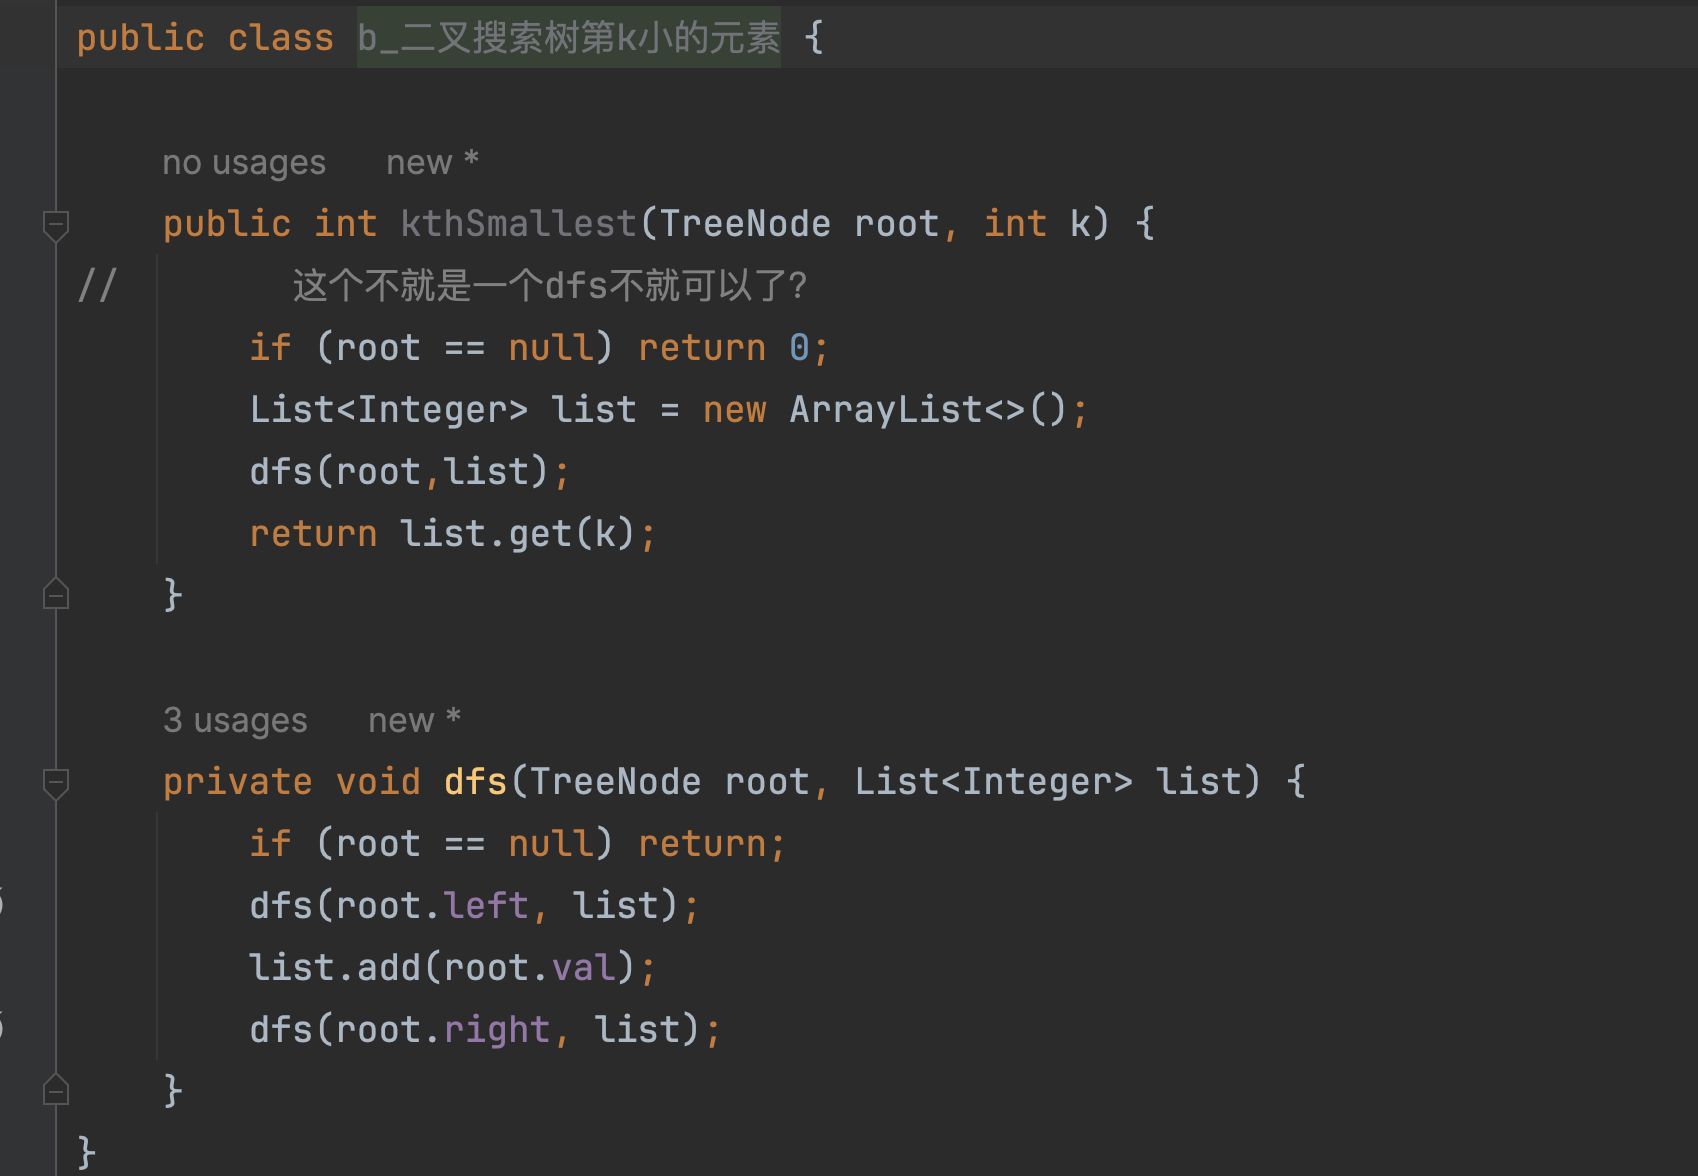 public class b_二叉搜索树第k小的元素 {
no usages new *
public int kthSmallest(TreeNode root, int k) {
// 这个不就是一个dfs不就可以了?
if (root == null) return 0;
List<Integer> list = new ArrayList<>();
dfs(root,list);
return list.get(k);
}
3 usages new *
private void dfs(TreeNode root, List<Integer> list) {
if (root == null) return;
dfs(root.left, list);
list.add(root.val);
dfs(root.right, list);
}
}